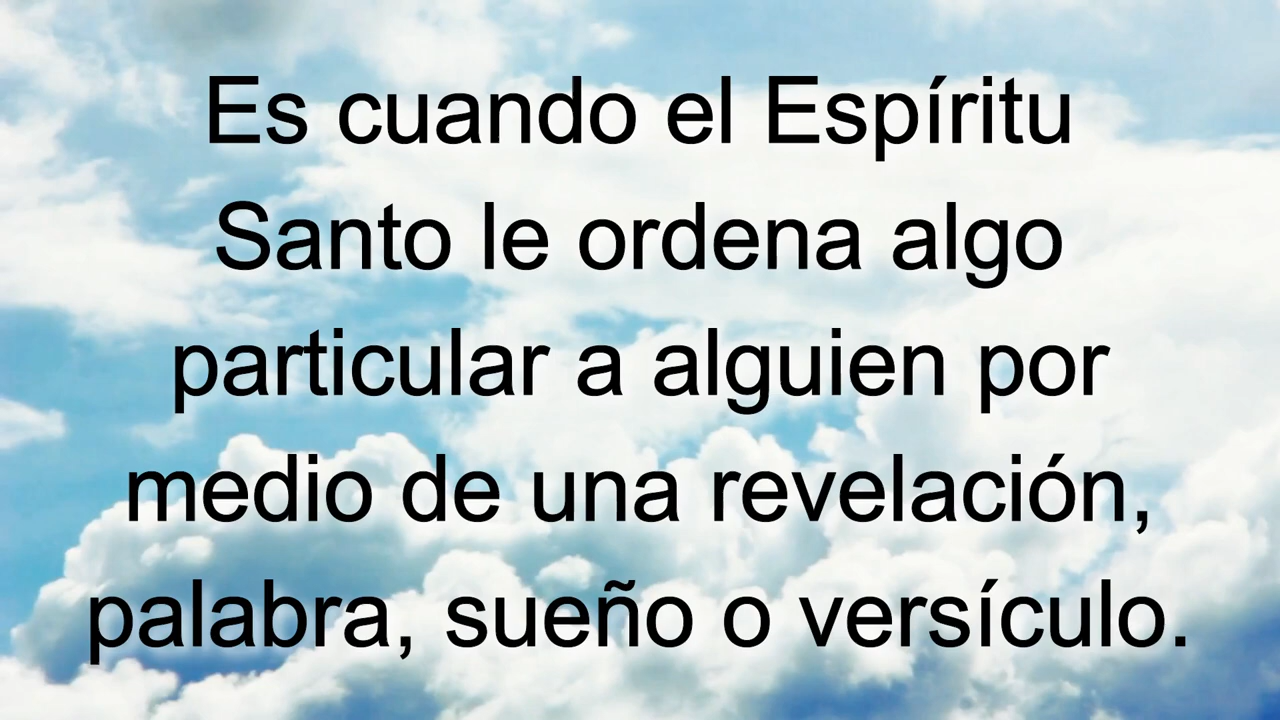 Es cuando el Espíritu
Santo le ordena algo
particular a alguien por
medio de una revelación,
palabra, sueño o versículo.